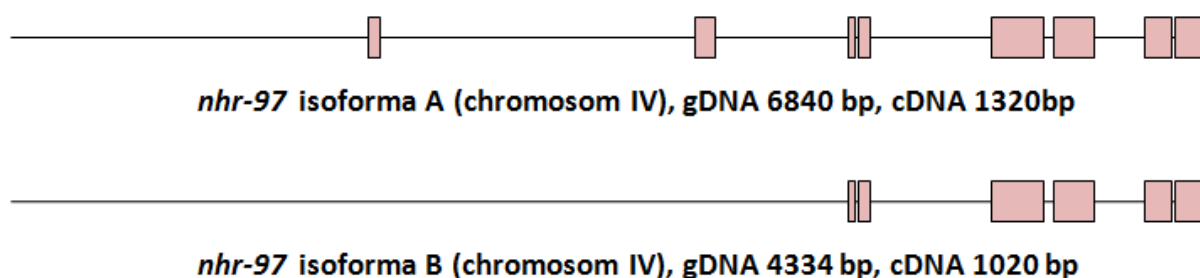 nhr-97 isoforma A (chromosom IV), gDNA 6840 bp, cDNA 1320bp
nhr-97 isoforma B (chromosom IV), gDNA 4334 bp, cDNA 1020 bp